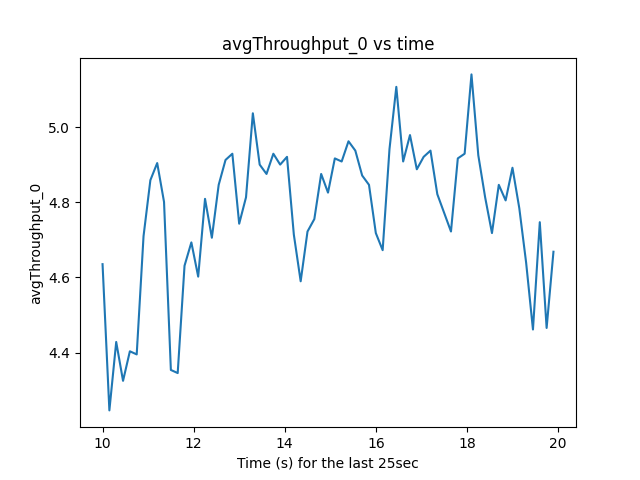 avgThroughput_0 vs time
avgThroughput_0
5.0
4.8
4.6
4.4
10 12 14 16 18 20
Time (s) for the last 25sec